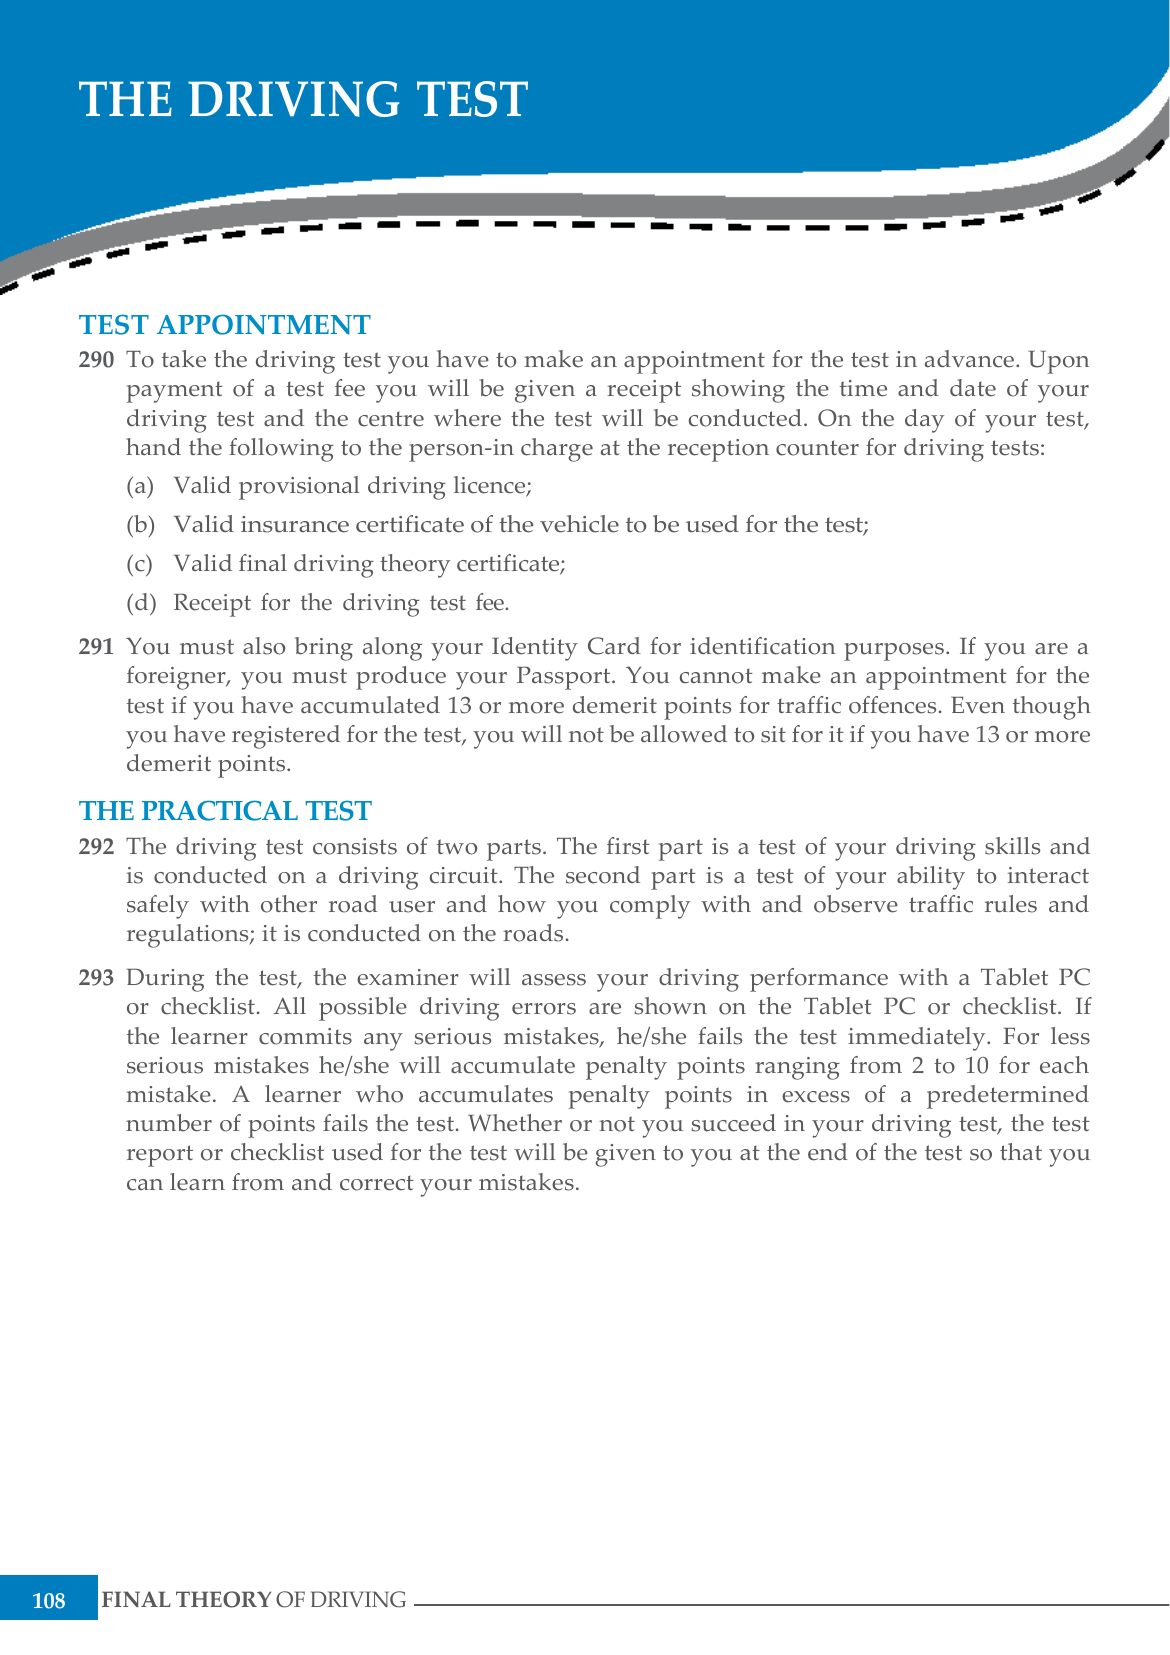 THE DRIVING TEST
TEST APPOINTMENT
290 To take the driving test you have to make an appointment for the test in advance. Upon
payment of a test fee you will be given a receipt showing the time and date of your
driving test and the centre where the test will be conducted. On the day of your test,
hand the following to the person-in charge at the reception counter for driving tests:
(a) Valid provisional driving licence;
(b) Valid insurance certificate of the vehicle to be used for the test;
(c) Valid final driving theory certificate;
(d) Receipt for the driving test fee.
291 You must also bring along your Identity Card for identification purposes. If you are a
foreigner, you must produce your Passport. You cannot make an appointment for the
test if you have accumulated 13 or more demerit points for traffic offences. Even though
you have registered for the test, you will not be allowed to sit for it if you have 13 or more
demerit points.
THE PRACTICAL TEST
292 The driving test consists of two parts. The first part is a test of your driving skills and
is conducted on a driving circuit. The second part is a test of your ability to interact
safely with other road user and how you comply with and observe traffic rules and
regulations; it is conducted on the roads.
293 During the test, the examiner will assess your driving performance with a Tablet PC
or checklist. All possible driving errors are shown on the Tablet PC or checklist. If
the learner commits any serious mistakes, he/she fails the test immediately. For less
serious mistakes he/she will accumulate penalty points ranging from 2 to 10 for each
mistake. A learner who accumulates penalty points in excess of a predetermined
number of points fails the test. Whether or not you succeed in your driving test, the test
report or checklist used for the test will be given to you at the end of the test so that you
can learn from and correct your mistakes.
108 FINAL THEORY OF DRIVING